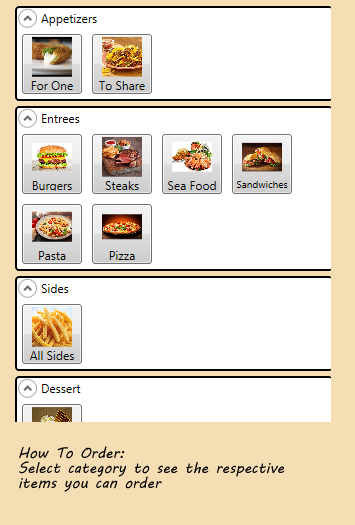 Appetizers
For One
To Share
Entrees
Burgers
Steaks
Sea Food
Sandwiches
Pasta
Pizza
Sides
All Sides
Dessert
How To Order:
Select category to see the respective
items you can order